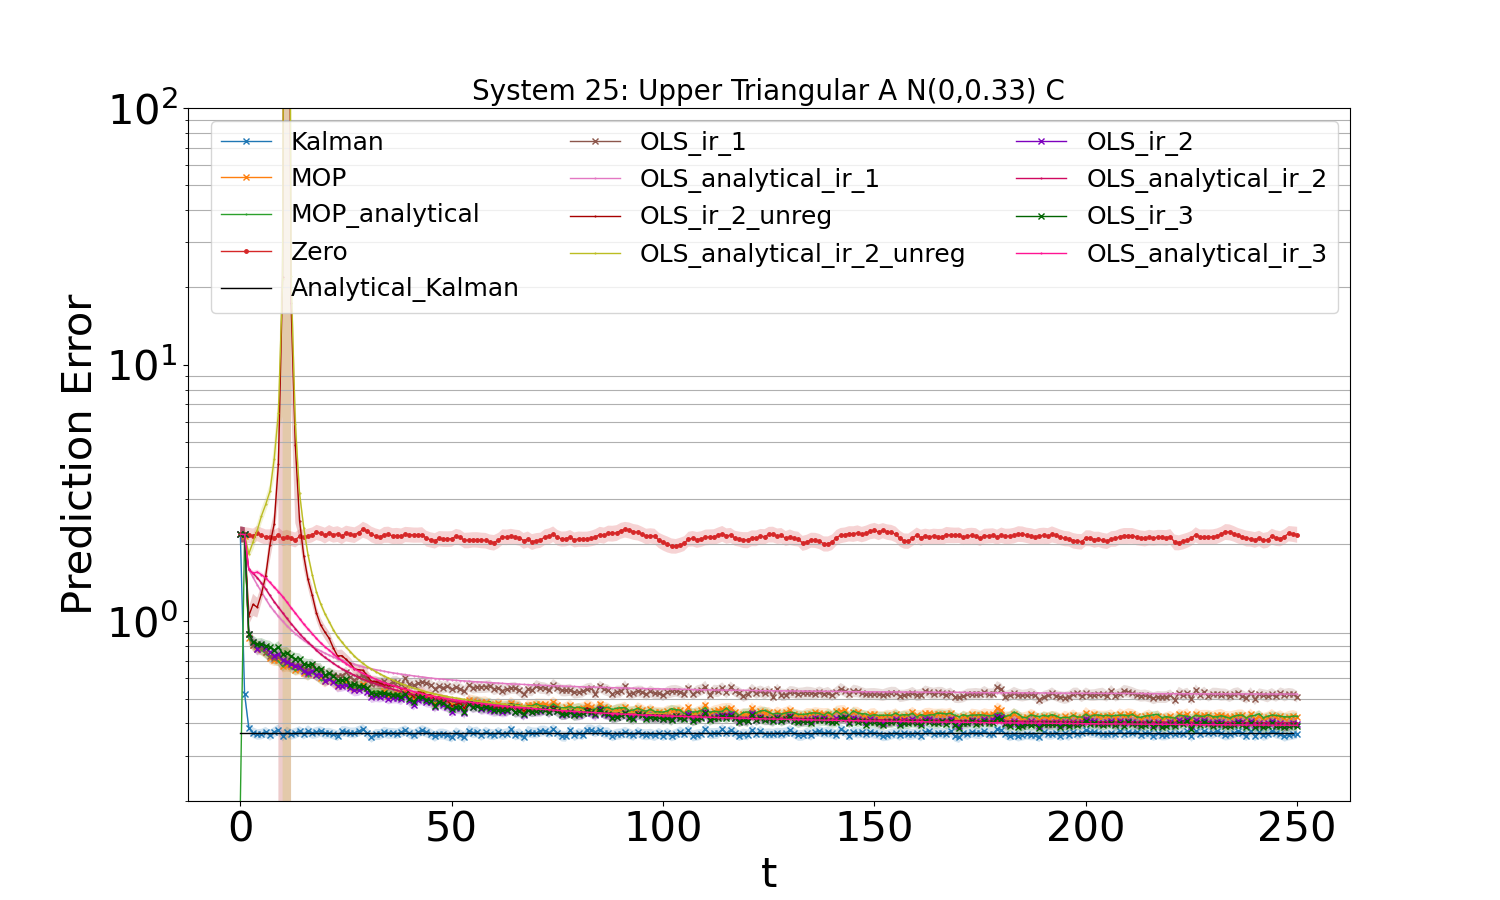 System 25: Upper Triangular A N(0,0.33) C
Kalman
MOP
MOP_analytical
Zero
Analytical_Kalman
OLS_ir_1
OLS_analytical_ir_1
OLS_ir_2_unreg
OLS_analytical_ir_2_unreg
OLS_ir_2
OLS_analytical_ir_2
OLS_ir_3
OLS_analytical_ir_3
Prediction Error
10²
10¹
10⁰
0 50 100 150 200 250
t